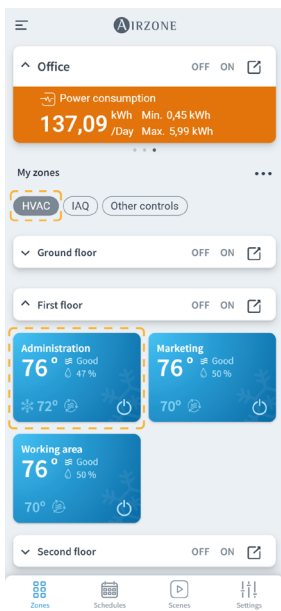 AIRZONE
Office OFF ON
Power consumption
137,09 kWh /Day Min. 0,45 kWh
Max. 5,99 kWh
My zones
HVAC IAQ Other controls
Ground floor OFF ON
First floor OFF ON
Administration Marketing
76° Good 76° Good
47 % 50 %
72° 70°
Working area
76° Good
50 %
70°
Second floor OFF ON
Zones Schedules Scenes Settings